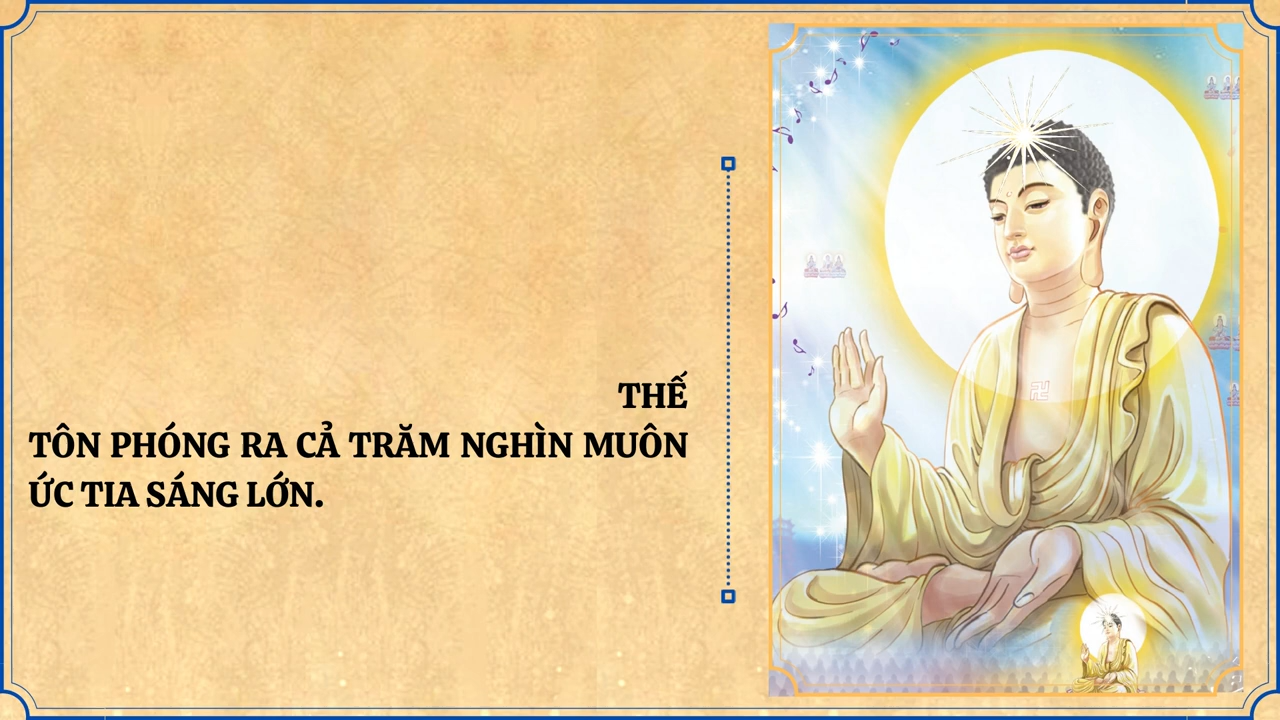 THẾ
TÔN PHÓNG RA CẢ TRĂM NGHÌN MUÔN
ỨC TIA SÁNG LỚN.